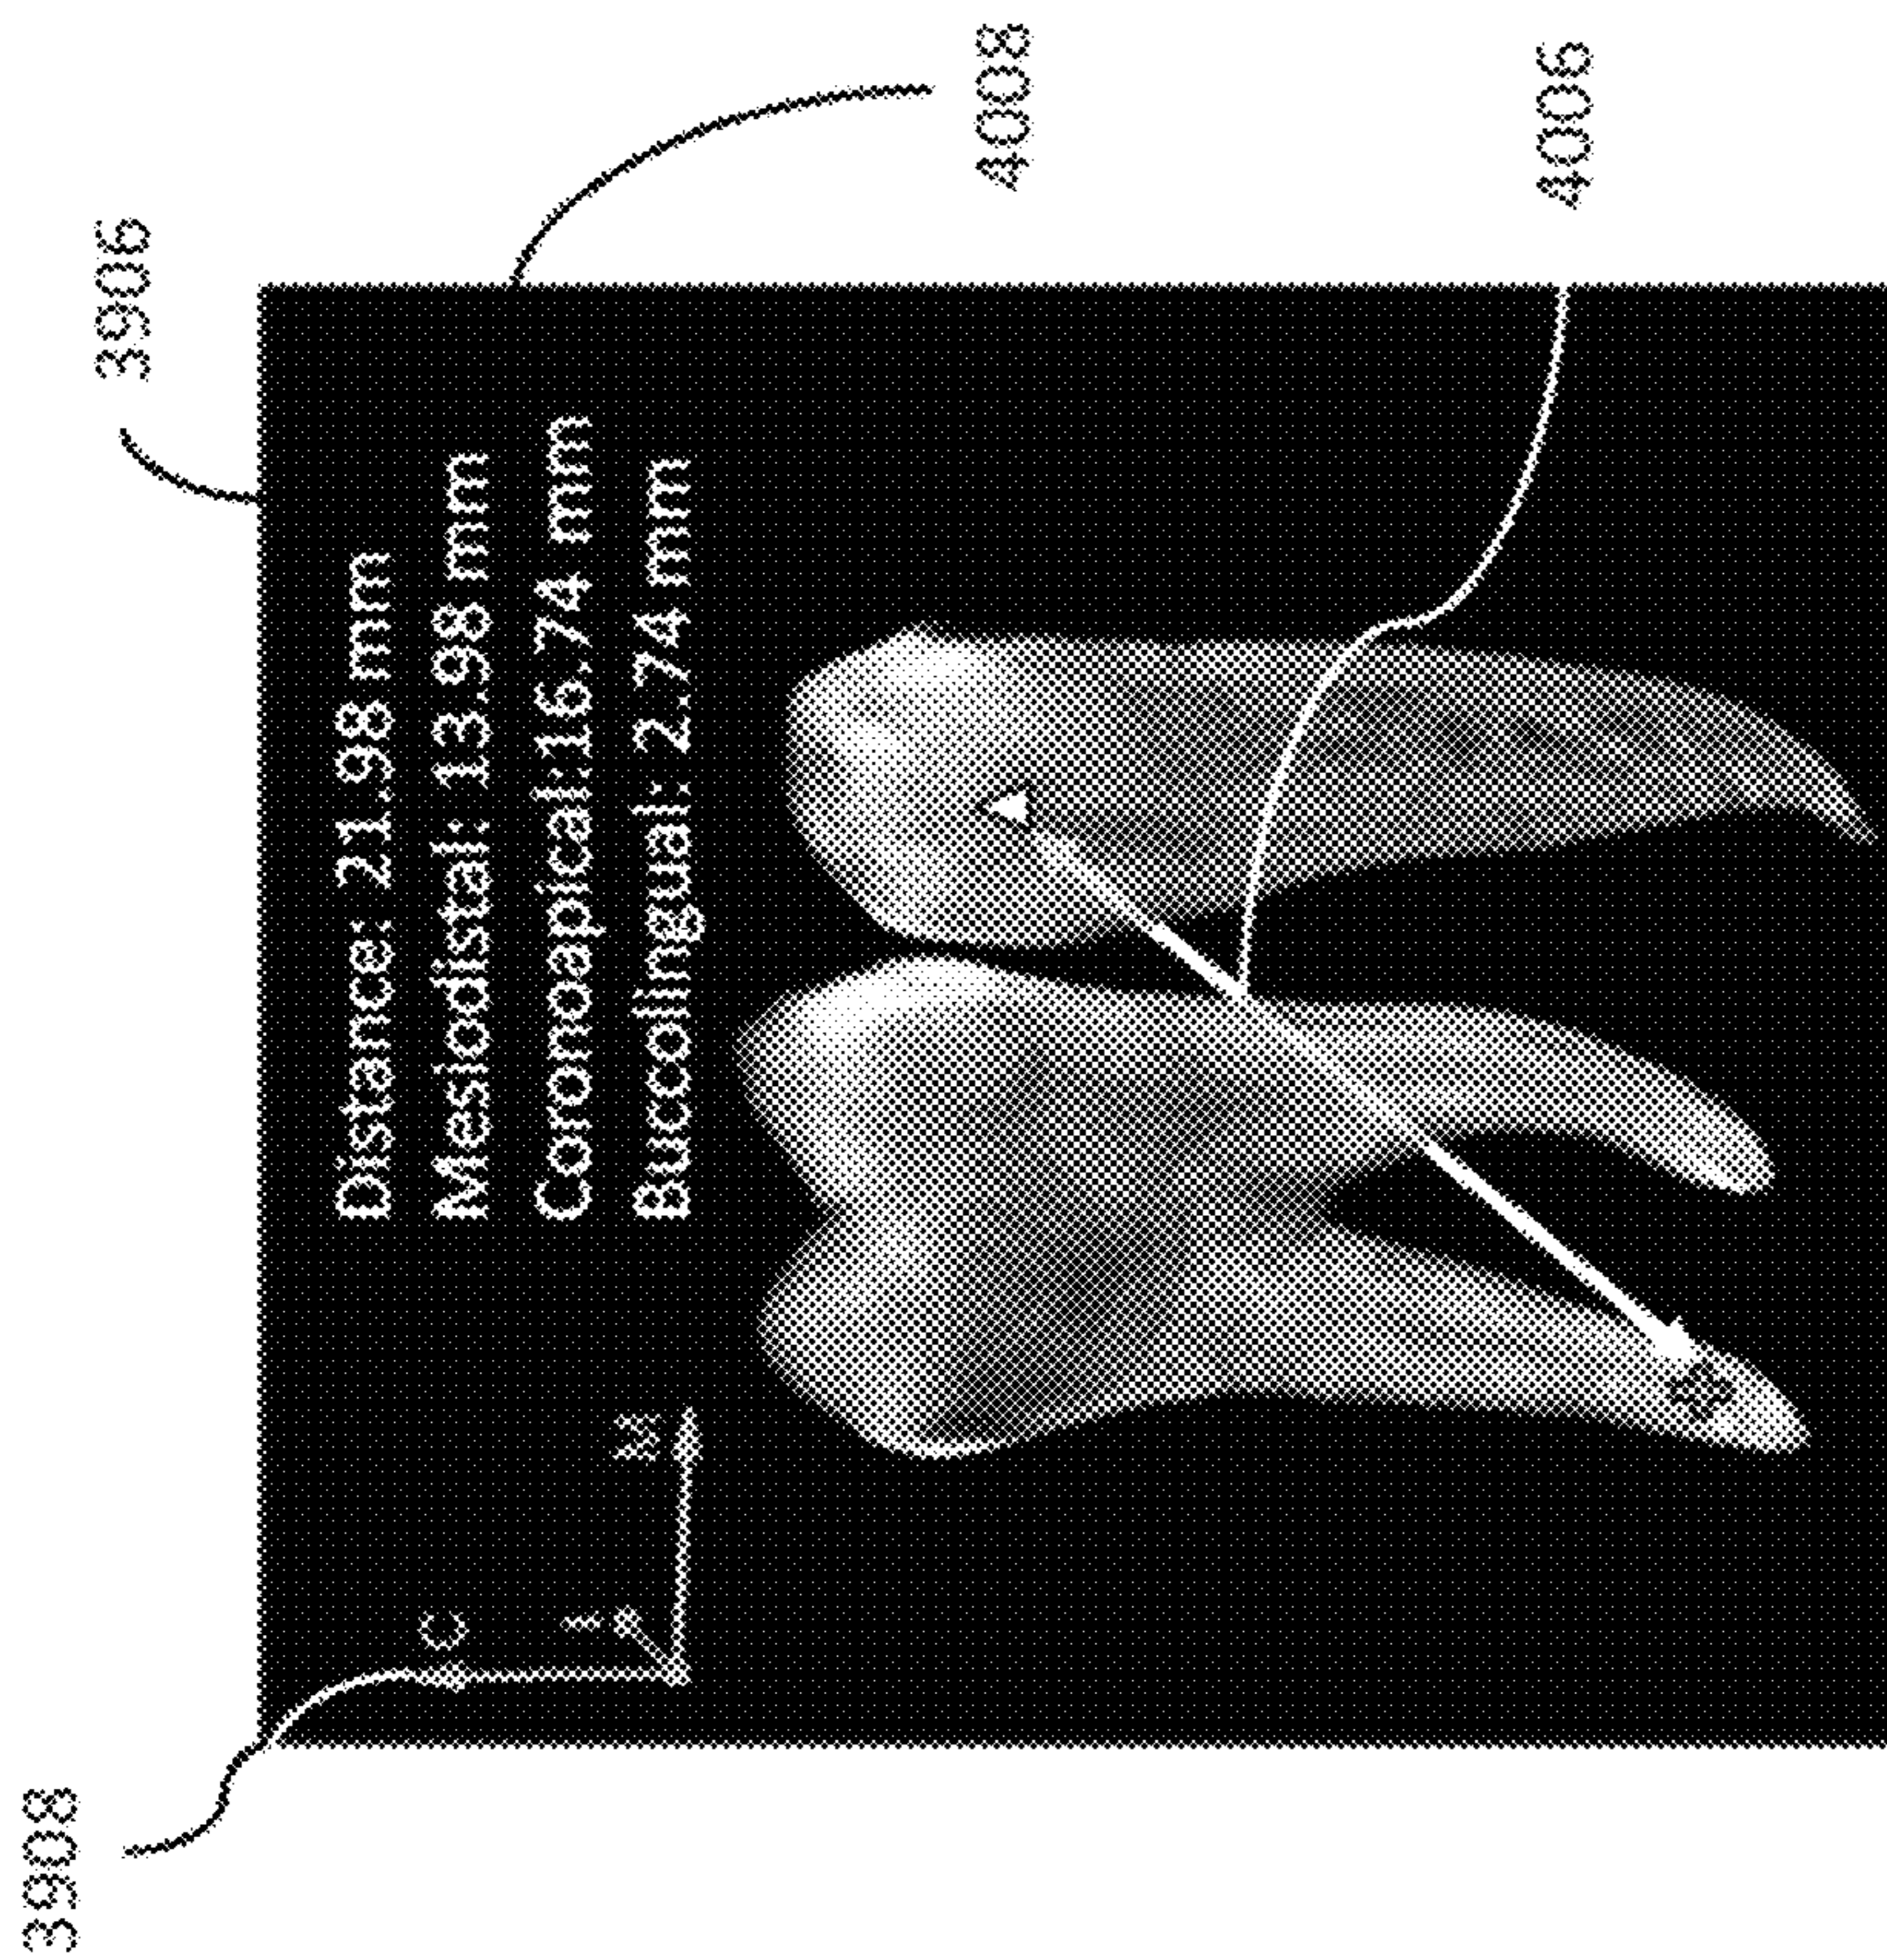 3908
3906
Distance: 21.98 mm
Mesiodistal: 13.98 mm
Coronoapical:16.74 mm
Buccolingual: 2.74 mm
C
M
4008
4006